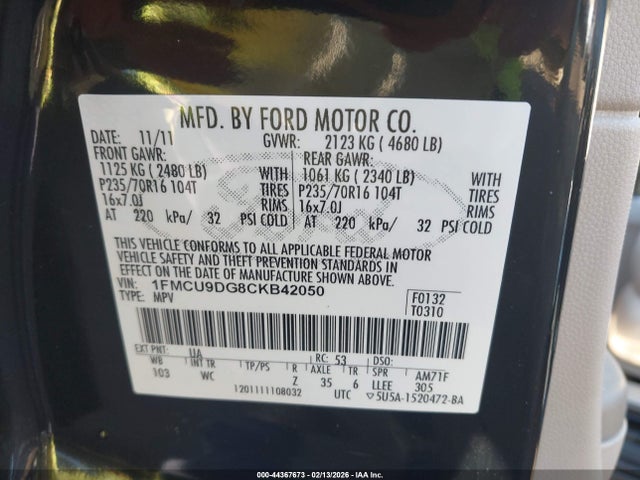 MFD. BY FORD MOTOR CO.
DATE: 11/11 GVWR: 2123 KG ( 4680 LB)
FRONT GAWR: REAR GAWR:
1125 KG ( 2480 LB) WITH 1061 KG ( 2340 LB) WITH
P235/70R16 104T TIRES P235/70R16 104T TIRES
16x7.0J RIMS 16x7.0J RIMS
AT 220 kPa/ 32 PSI COLD AT 220 kPa/ 32 PSI COLD
Ford
THIS VEHICLE CONFORMS TO ALL APPLICABLE FEDERAL MOTOR
VEHICLE SAFETY AND THEFT PREVENTION STANDARDS IN
EFFECT ON THE DATE OF MANUFACTURE SHOWN ABOVE.
VIN: 1FMCU9DG8CKB42050
TYPE: MPV
F0132
T0310
EXT PNT: UA RC: 53 DSO:
WB INT TR TP/PS R AXLE TR SPR AM71F
103 WC Z 35 6 LLEE 305
1201111108032 UTC ▽5U5A-1520472-BA
000-44367673 - 02/13/2026 - IAA Inc.